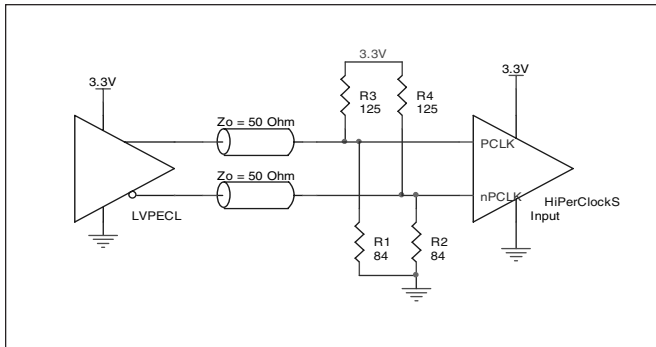 3.3V
3.3V
3.3V
R3
125
R4
125
Zo = 50 Ohm
PCLK
Zo = 50 Ohm
nPCLK
HiPerClockS
Input
LVPECL
R1
84
R2
84